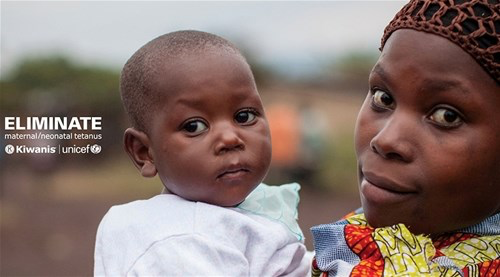 ELIMINATE
maternal/neonatal tetanus
Kiwanis | unicef